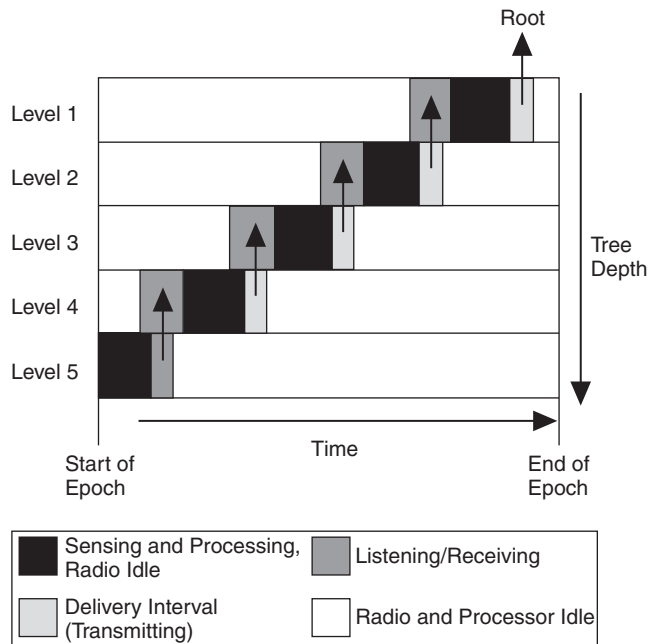 Root
Level 1
Level 2
Level 3
Level 4
Level 5
Tree
Depth
Time
Start of
Epoch
End of
Epoch
Sensing and Processing,
Radio Idle
Listening/Receiving
Delivery Interval
(Transmitting)
Radio and Processor Idle